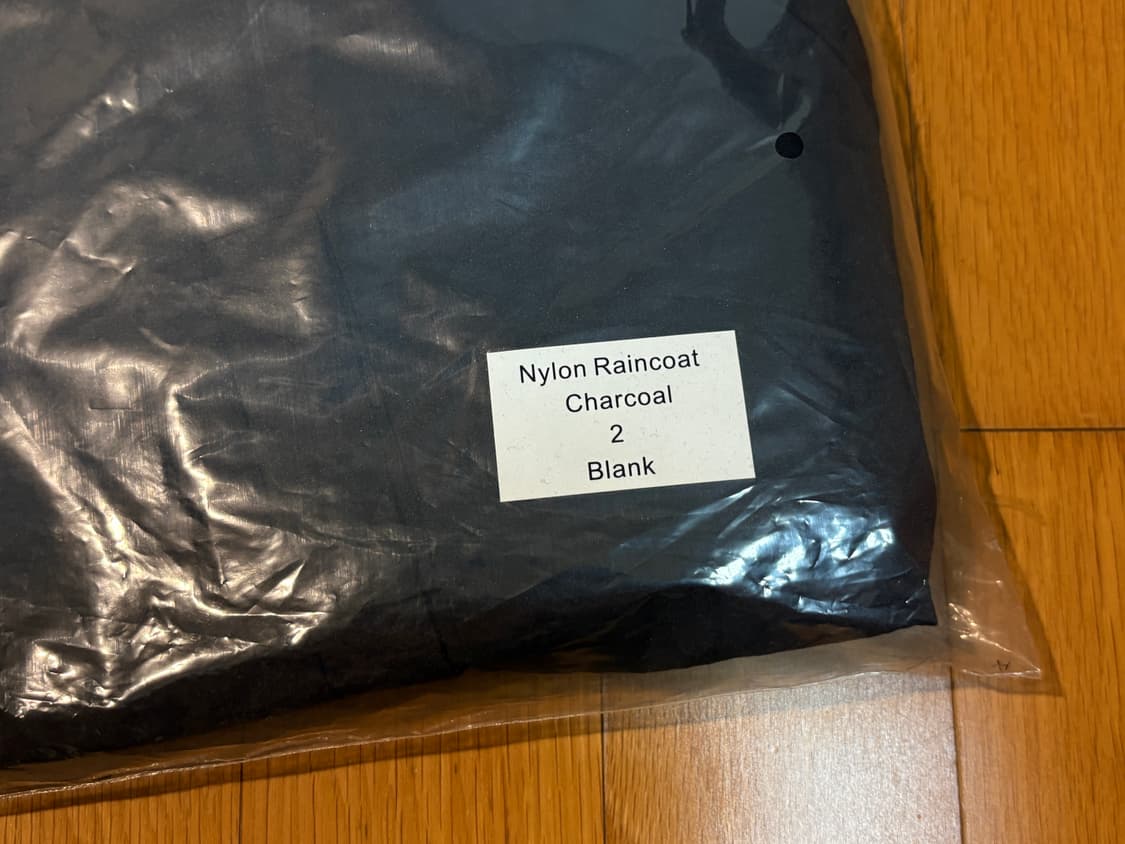 Nylon Raincoat
Charcoal
2
Blank